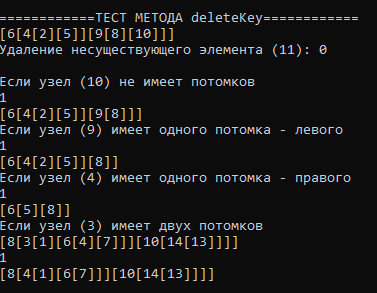 ============ТЕСТ МЕТОДА deleteKey============
[6[4[2][5]][9[8][10]]]
Удаление несуществующего элемента (11): 0
Если узел (10) не имеет потомков
1
[6[4[2][5]][9[8]]]
Если узел (9) имеет одного потомка - левого
1
[6[4[2][5]][8]]
Если узел (4) имеет одного потомка - правого
1
[6[5][8]]
Если узел (3) имеет двух потомков
[8[3[1][6[4][7]]][10[14[13]]]]
1
[8[4[1][6[7]]][10[14[13]]]]